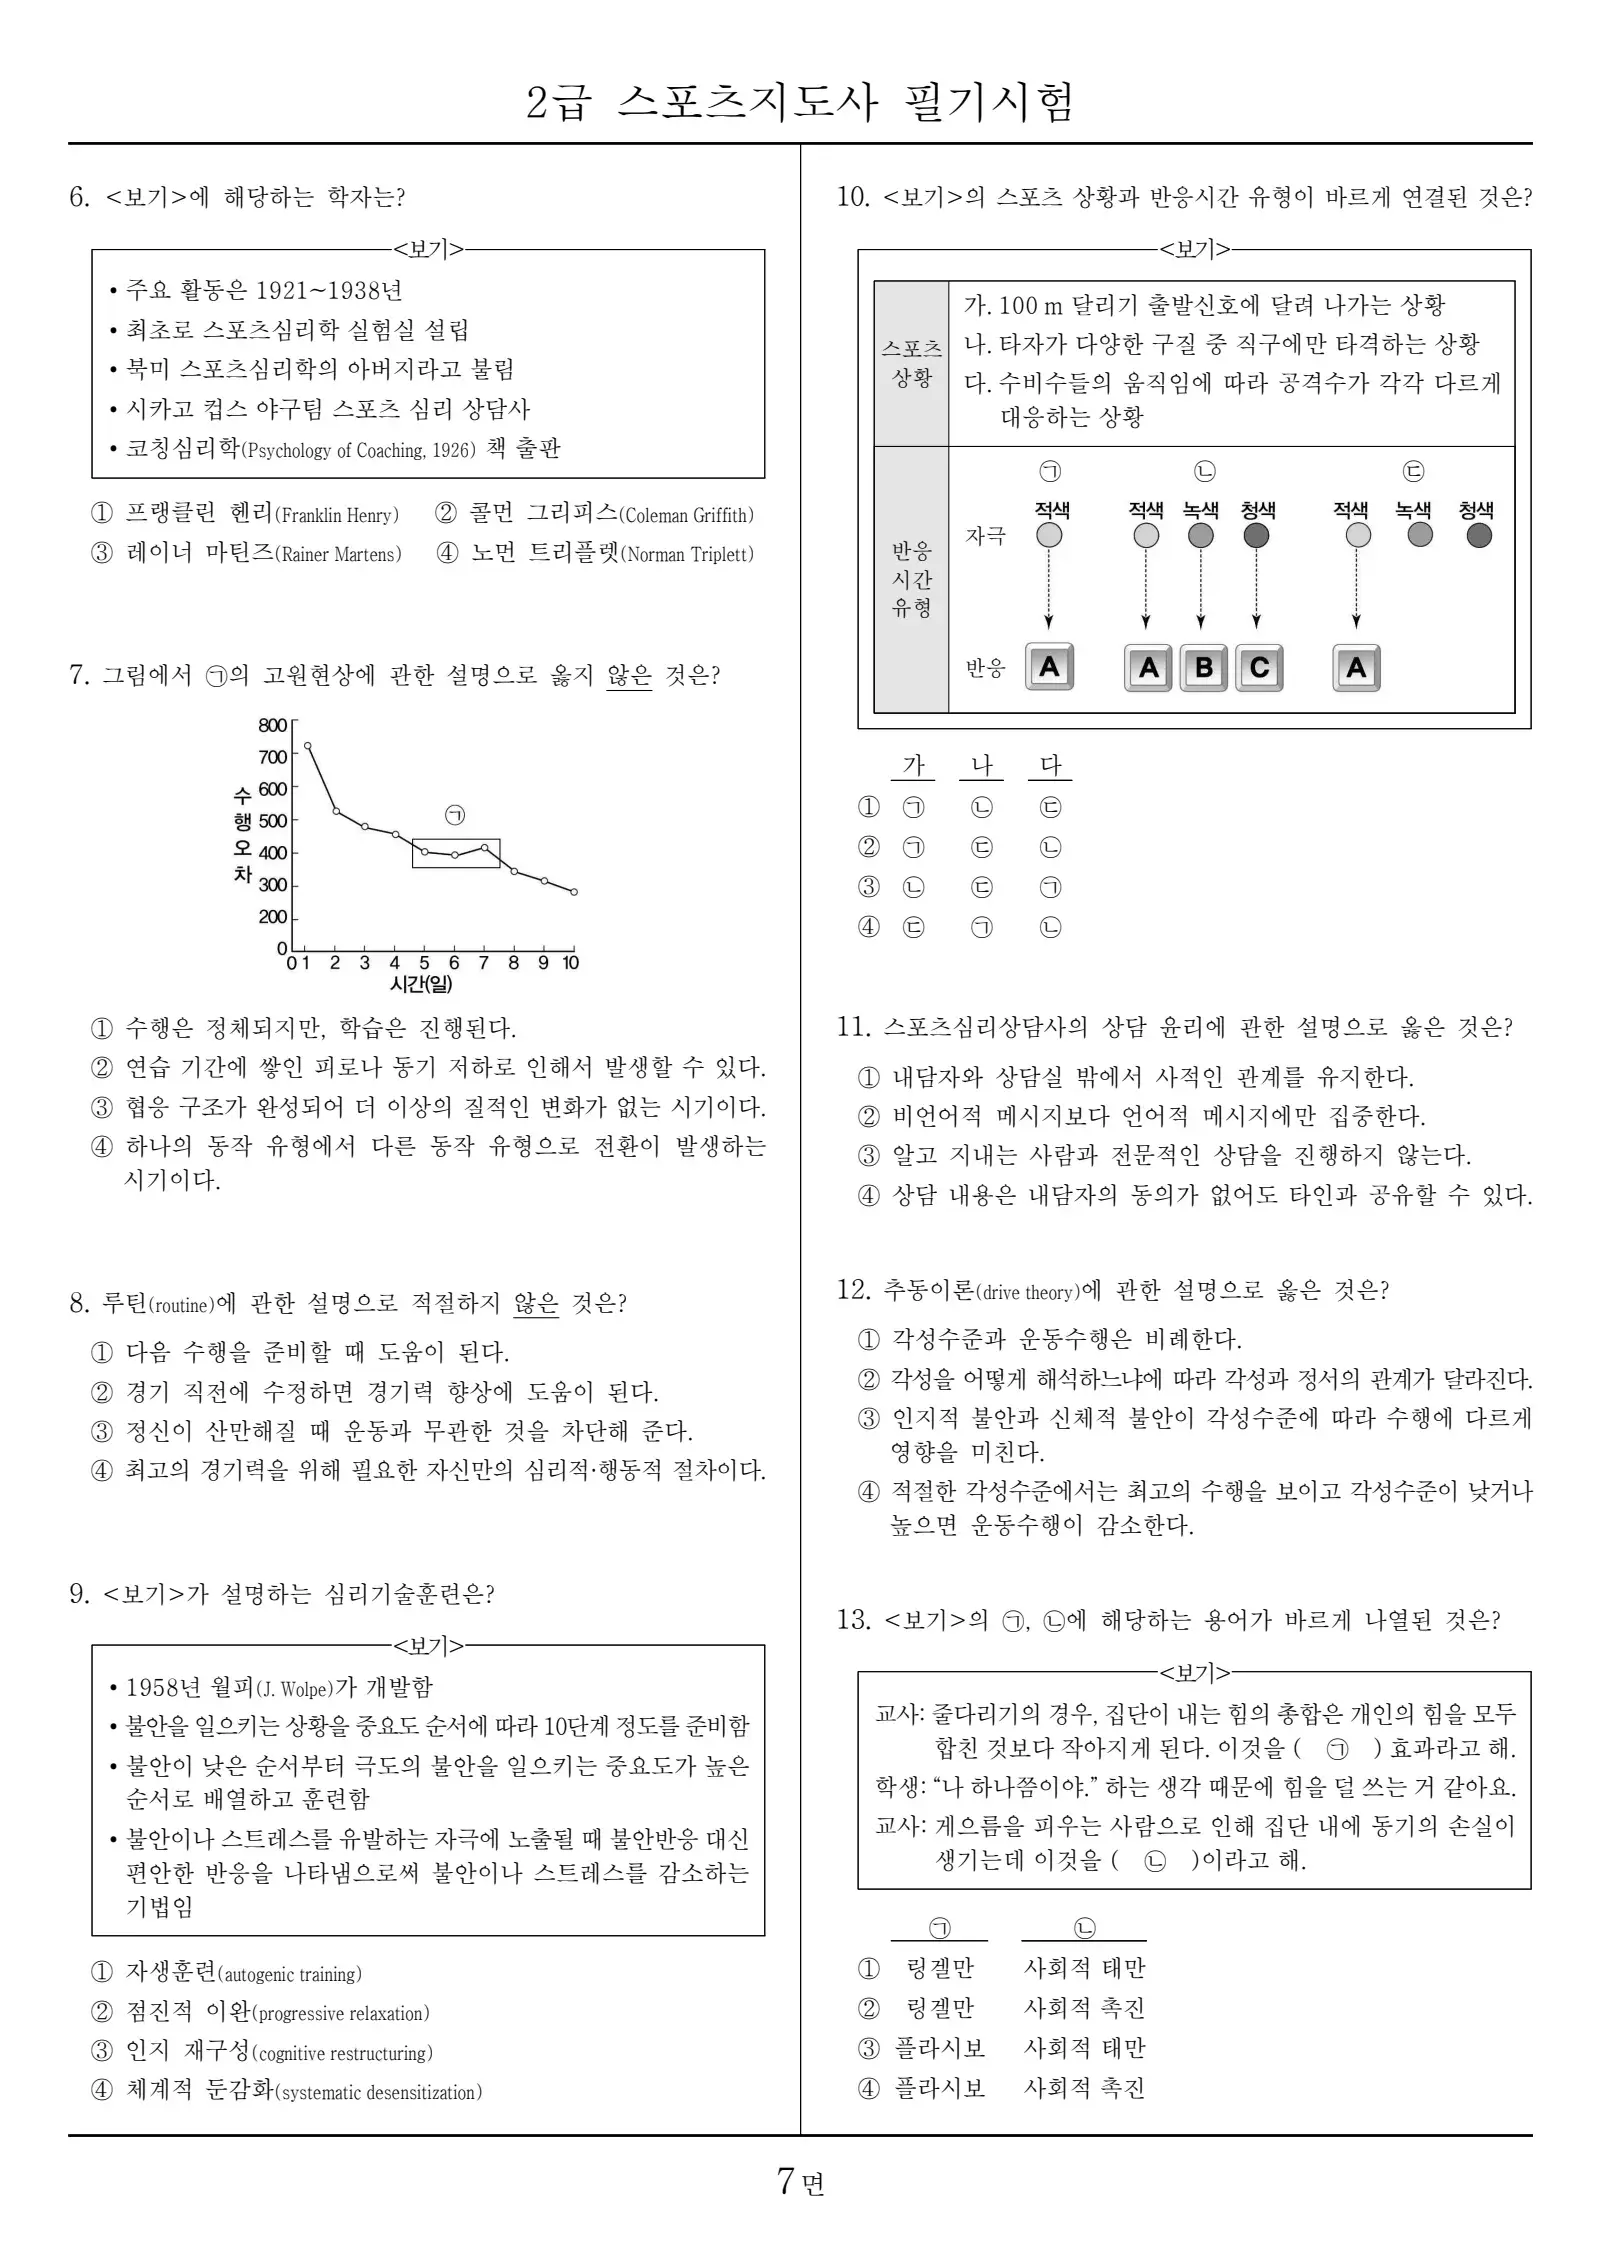 2급 스포츠지도사 필기시험
6. <보기>에 해당하는 학자는?
<보기>
• 주요 활동은 1921~1938년
• 최초로 스포츠심리학 실험실 설립
• 북미 스포츠심리학의 아버지라고 불림
• 시카고 컵스 야구팀 스포츠 심리 상담사
• 코칭심리학(Psychology of Coaching, 1926) 책 출판
① 프랭클린 헨리(Franklin Henry) ② 콜먼 그리피스(Coleman Griffith)
③ 레이너 마틴즈(Rainer Martens) ④ 노먼 트리플렛(Norman Triplett)
7. 그림에서 ㉠의 고원현상에 관한 설명으로 옳지 않은 것은?
800
700
600
500
400
300
200
0
수행오차
㉠
0 1 2 3 4 5 6 7 8 9 10
시간(일)
① 수행은 정체되지만, 학습은 진행된다.
② 연습 기간에 쌓인 피로나 동기 저하로 인해서 발생할 수 있다.
③ 협응 구조가 완성되어 더 이상의 질적인 변화가 없는 시기이다.
④ 하나의 동작 유형에서 다른 동작 유형으로 전환이 발생하는
시기이다.
8. 루틴(routine)에 관한 설명으로 적절하지 않은 것은?
① 다음 수행을 준비할 때 도움이 된다.
② 경기 직전에 수정하면 경기력 향상에 도움이 된다.
③ 정신이 산만해질 때 운동과 무관한 것을 차단해 준다.
④ 최고의 경기력을 위해 필요한 자신만의 심리적·행동적 절차이다.
9. <보기>가 설명하는 심리기술훈련은?
<보기>
• 1958년 월피(J. Wolpe)가 개발함
• 불안을 일으키는 상황을 중요도 순서에 따라 10단계 정도를 준비함
• 불안이 낮은 순서부터 극도의 불안을 일으키는 중요도가 높은
순서로 배열하고 훈련함
• 불안이나 스트레스를 유발하는 자극에 노출될 때 불안반응 대신
편안한 반응을 나타냄으로써 불안이나 스트레스를 감소하는
기법임
① 자생훈련(autogenic training)
② 점진적 이완(progressive relaxation)
③ 인지 재구성(cognitive restructuring)
④ 체계적 둔감화(systematic desensitization)
10. <보기>의 스포츠 상황과 반응시간 유형이 바르게 연결된 것은?
<보기>
스포츠
상황
가. 100 m 달리기 출발신호에 달려 나가는 상황
나. 타자가 다양한 구질 중 직구에만 타격하는 상황
다. 수비수들의 움직임에 따라 공격수가 각각 다르게
대응하는 상황
반응
시간
유형
㉠ ㉡ ㉢
적색 적색 녹색 청색 적색 녹색 청색
자극
반응 A A B C A
가 나 다
① ㉠ ㉡ ㉢
② ㉠ ㉢ ㉡
③ ㉡ ㉢ ㉠
④ ㉢ ㉠ ㉡
11. 스포츠심리상담사의 상담 윤리에 관한 설명으로 옳은 것은?
① 내담자와 상담실 밖에서 사적인 관계를 유지한다.
② 비언어적 메시지보다 언어적 메시지에만 집중한다.
③ 알고 지내는 사람과 전문적인 상담을 진행하지 않는다.
④ 상담 내용은 내담자의 동의가 없어도 타인과 공유할 수 있다.
12. 추동이론(drive theory)에 관한 설명으로 옳은 것은?
① 각성수준과 운동수행은 비례한다.
② 각성을 어떻게 해석하느냐에 따라 각성과 정서의 관계가 달라진다.
③ 인지적 불안과 신체적 불안이 각성수준에 따라 수행에 다르게
영향을 미친다.
④ 적절한 각성수준에서는 최고의 수행을 보이고 각성수준이 낮거나
높으면 운동수행이 감소한다.
13. <보기>의 ㉠, ㉡에 해당하는 용어가 바르게 나열된 것은?
<보기>
교사: 줄다리기의 경우, 집단이 내는 힘의 총합은 개인의 힘을 모두
합친 것보다 작아지게 된다. 이것을 ( ㉠ ) 효과라고 해.
학생: “나 하나쯤이야.” 하는 생각 때문에 힘을 덜 쓰는 거 같아요.
교사: 게으름을 피우는 사람으로 인해 집단 내에 동기의 손실이
생기는데 이것을 ( ㉡ )이라고 해.
㉠ ㉡
① 링겔만 사회적 태만
② 링겔만 사회적 촉진
③ 플라시보 사회적 태만
④ 플라시보 사회적 촉진
7면